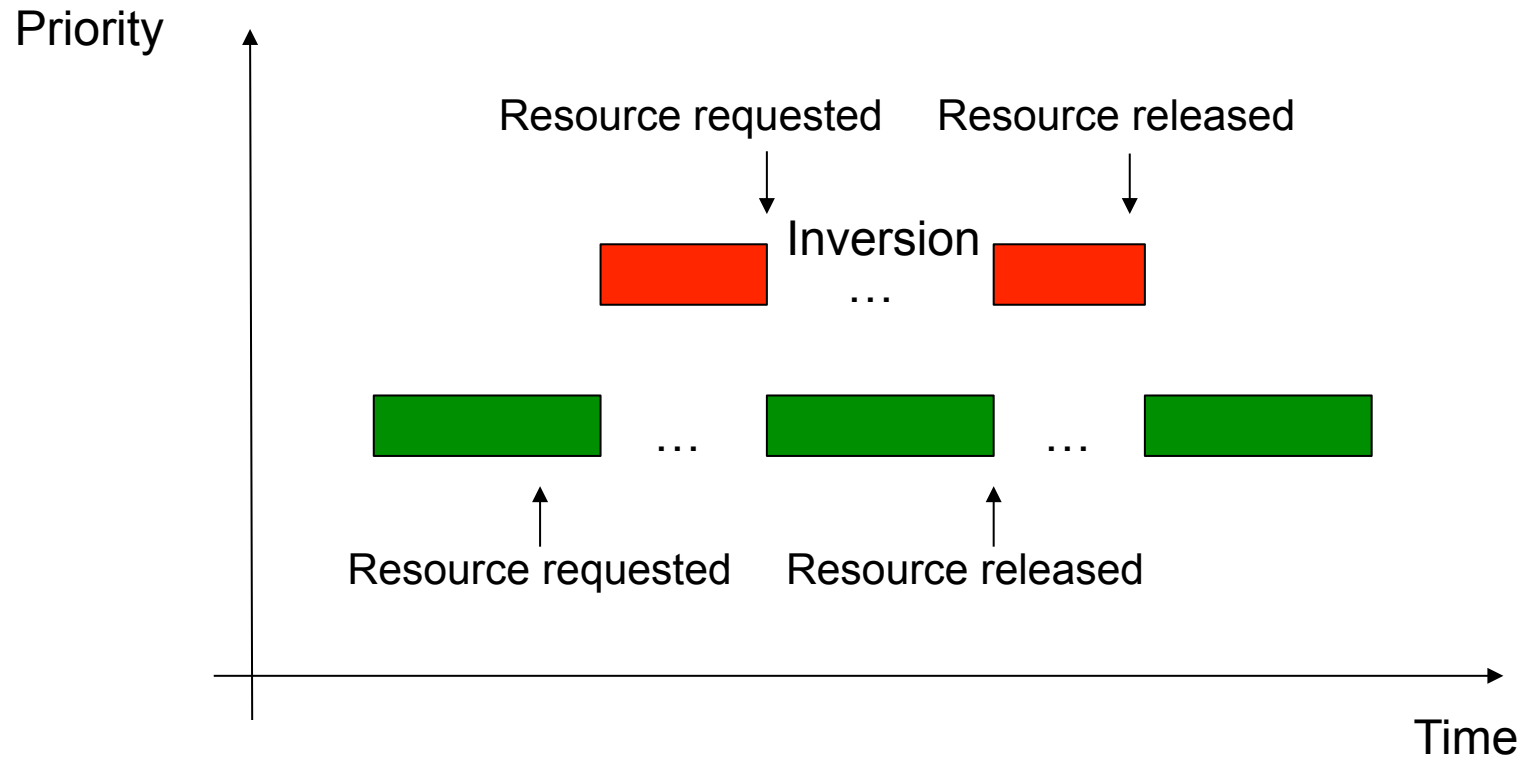 Priority
Resource requested Resource released
Inversion
…
… …
Resource requested Resource released
Time